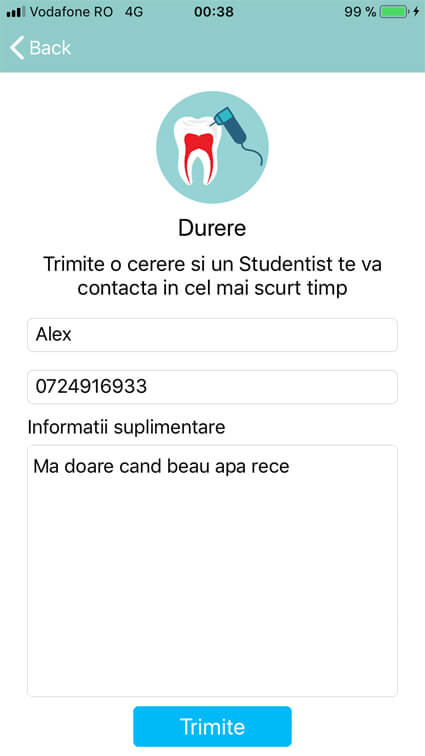 Vodafone RO 4G 00:38 99 %
Back
Durere
Trimite o cerere si un Studentist te va
contacta in cel mai scurt timp
Alex
0724916933
Informatii suplimentare
Ma doare cand beau apa rece
Trimite